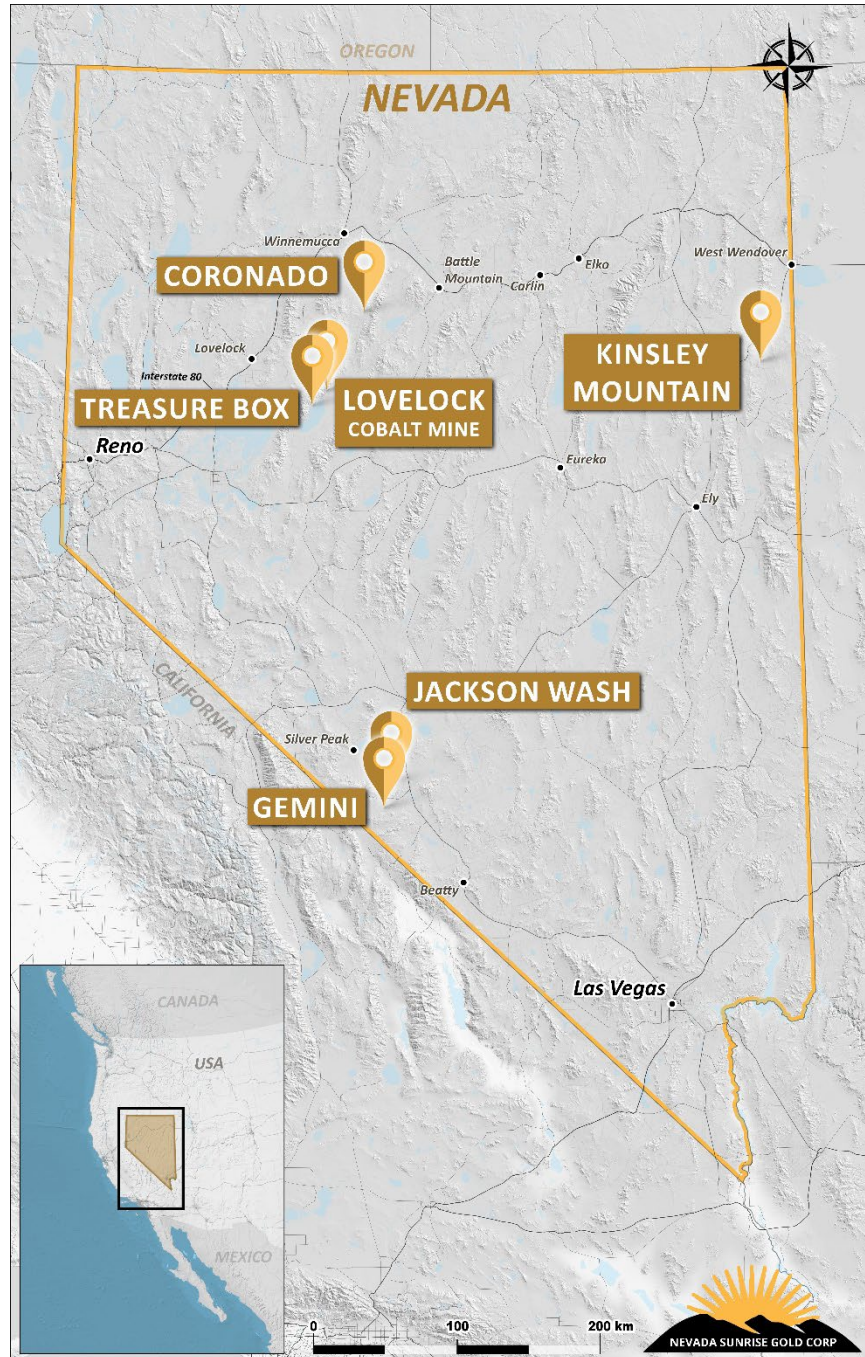 OREGON
NEVADA
Winnemucca
CORONADO
Battle
Mountain
Carlin
Elko
West Wendover
Lovelock
Interstate 80
TREASURE BOX
LOVELOCK
COBALT MINE
KINSLEY
MOUNTAIN
Reno
Eureka
Ely
CALIFORNIA
JACKSON WASH
Silver Peak
GEMINI
Beatty
Las Vegas
CANADA
USA
MEXICO
0 100 200 km
NEVADA SUNRISE GOLD CORP